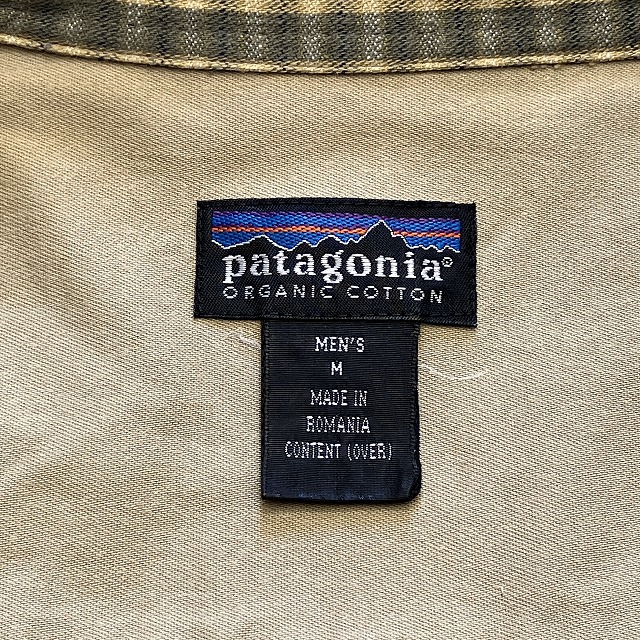 patagonia®
ORGANIC COTTON
MEN'S
M
MADE IN
ROMANIA
CONTENT (OVER)